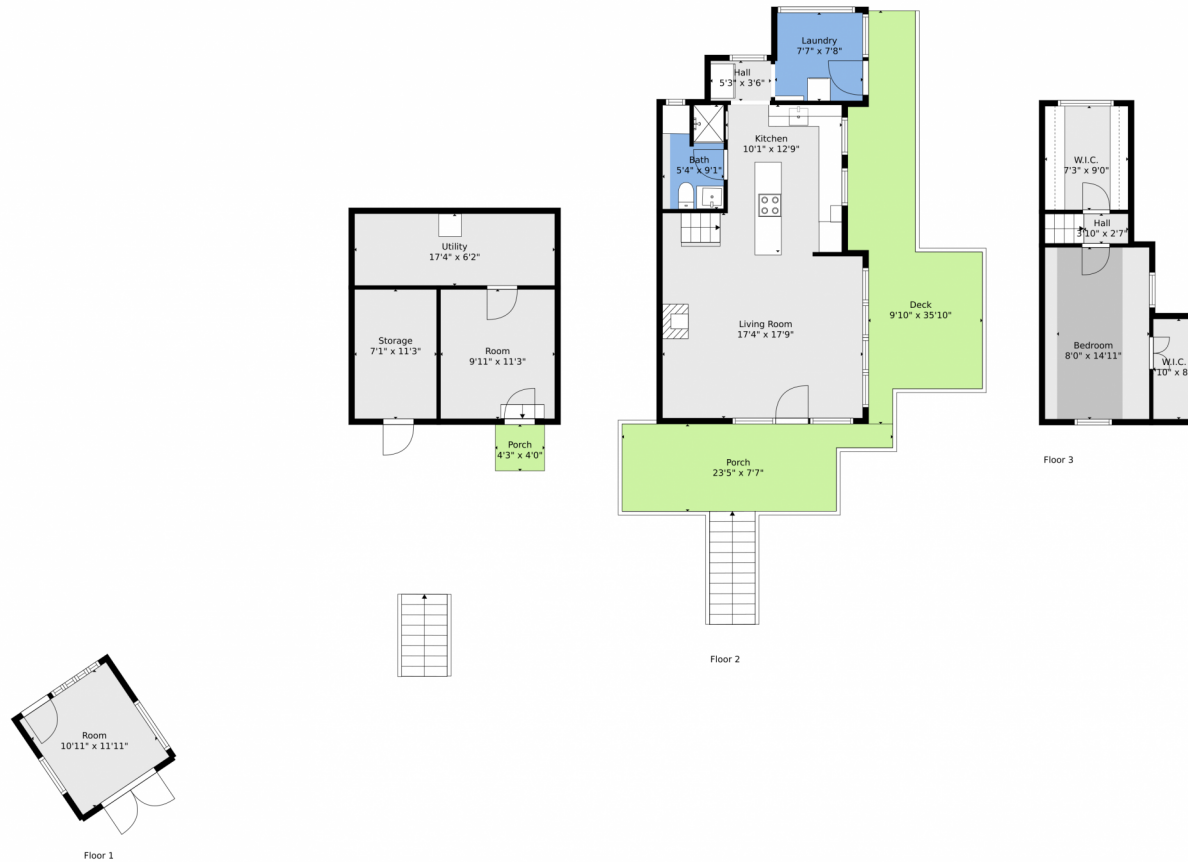 Laundry
7'7" x 7'8"
Hall
5'3" x 3'6"
Kitchen
10'1" x 12'9"
Bath
5'4" x 9'1"
Living Room
17'4" x 17'9"
Deck
9'10" x 35'10"
Porch
23'5" x 7'7"
Floor 2
Utility
17'4" x 6'2"
Storage
7'1" x 11'3"
Room
9'11" x 11'3"
Porch
4'3" x 4'0"
Room
10'11" x 11'11"
Floor 1
W.I.C.
7'3" x 9'0"
Hall
3'10" x 2'7"
Bedroom
8'0" x 14'11"
W.I.C.
Floor 3